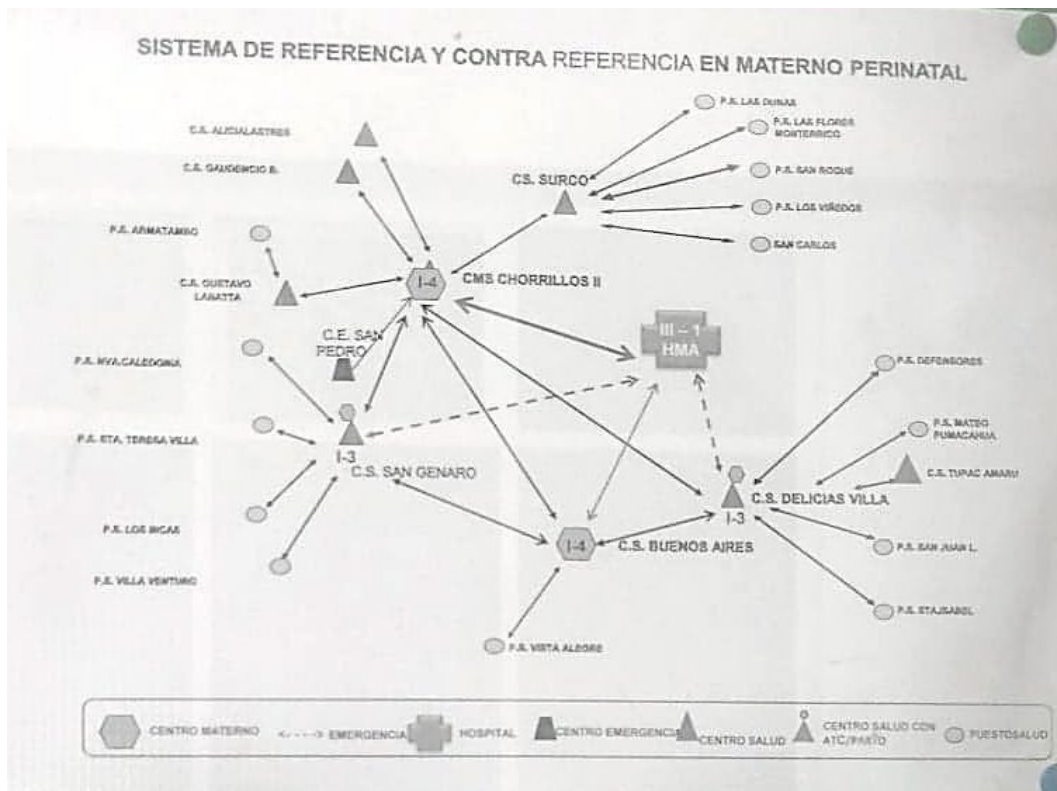 SISTEMA DE REFERENCIA Y CONTRA REFERENCIA EN MATERNO PERINATAL
P.S. LAS DUNAS
P.S. LAS FLORES
MONTERRICO
C.S. ALICIALASTRES
C.S. GAUDENCIO B.
CS. SURCO
P.S. SAN ROQUE
P.S. LOS VIÑEDOS
SAN CARLOS
P.S. ARMATAMBO
C.S. GUSTAVO
LANATTA
I-4
CMS CHORRILLOS II
C.E. SAN
PEDRO
III – 1
HMA
P.S. NVA.CALEDONIA
P.S. DEFENSORES
P.S. STA. TERESA VILLA
I-3
C.S. SAN GENARO
P.S. MATEO
PUMACAHUA
C.S. TUPAC AMARU
C.S. DELICIAS VILLA
I-3
P.S. LOS INCAS
I-4
C.S. BUENOS AIRES
P.S. SAN JUAN L.
P.S. VILLA VENTURO
P.S. STA.ISABEL
P.S. VISTA ALEGRE
CENTRO MATERNO
<----> EMERGENCIA
HOSPITAL
CENTRO EMERGENCIA
CENTRO SALUD
CENTRO SALUD CON
ATC/PARTO
PUESTOSALUD